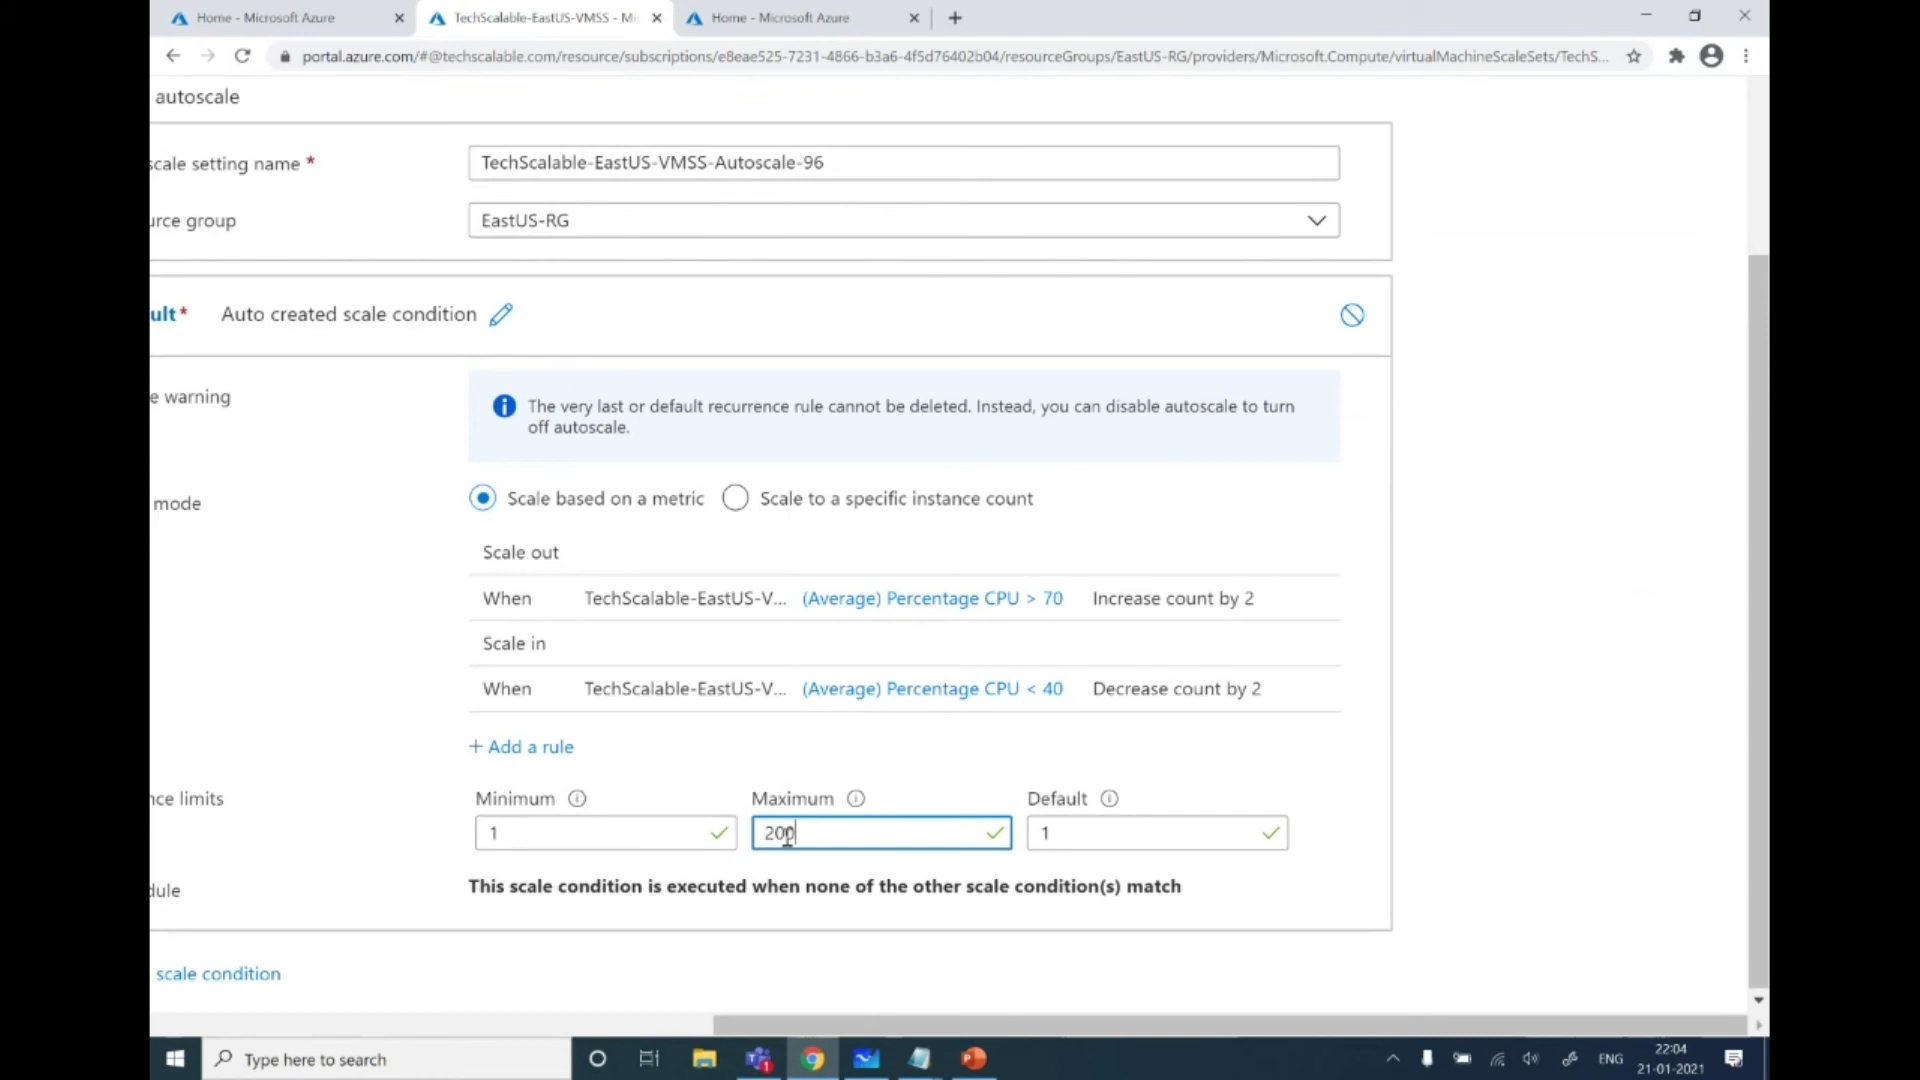 Home - Microsoft Azure
TechScalable-EastUS-VMSS - Mi
Home - Microsoft Azure
portal.azure.com/#@techscalable.com/resource/subscriptions/e8eae525-7231-4866-b3a6-4f5d76402b04/resourceGroups/EastUS-RG/providers/Microsoft.Compute/virtualMachineScaleSets/TechS...
autoscale
scale setting name *
TechScalable-EastUS-VMSS-Autoscale-96
urce group
EastUS-RG
ult* Auto created scale condition
e warning
The very last or default recurrence rule cannot be deleted. Instead, you can disable autoscale to turn
off autoscale.
mode
Scale based on a metric Scale to a specific instance count
Scale out
When TechScalable-EastUS-V... (Average) Percentage CPU > 70 Increase count by 2
Scale in
When TechScalable-EastUS-V... (Average) Percentage CPU < 40 Decrease count by 2
+ Add a rule
nce limits
Minimum Maximum Default
1 200 1
dule
This scale condition is executed when none of the other scale condition(s) match
scale condition
Type here to search
1
ENG
22:04
21-01-2021